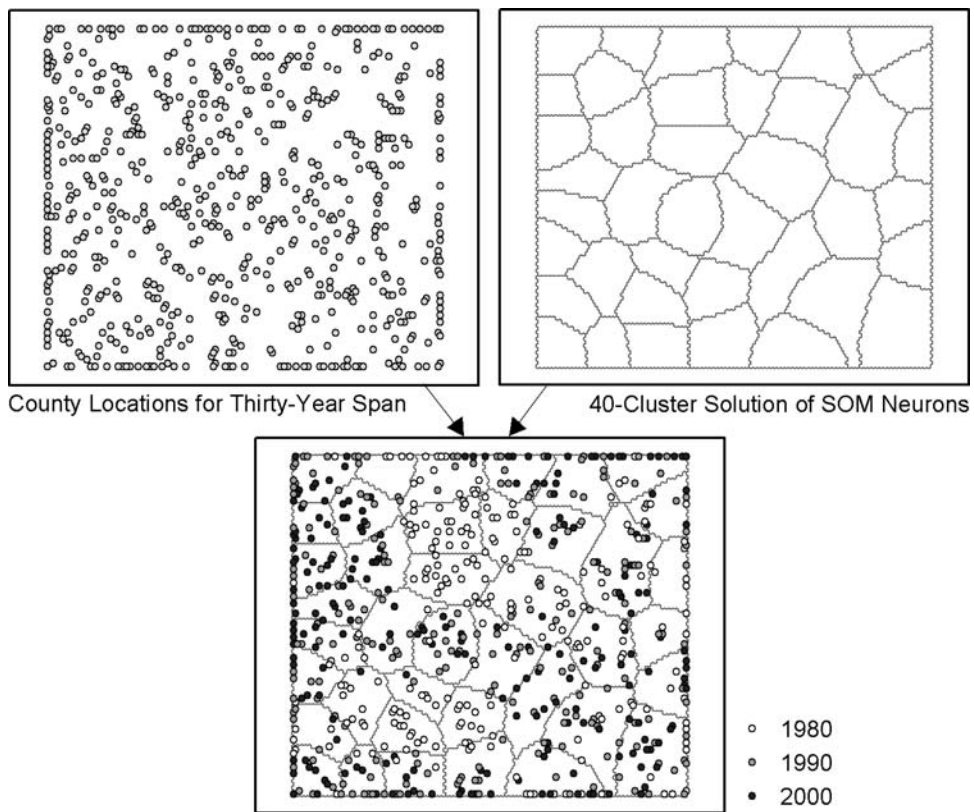 County Locations for Thirty-Year Span
40-Cluster Solution of SOM Neurons
1980
1990
2000